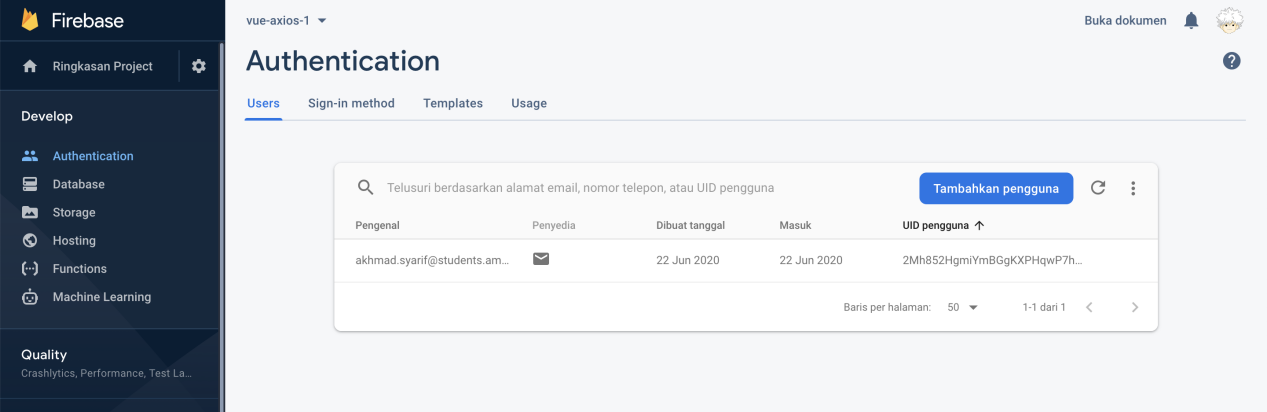 Firebase
Ringkasan Project
Develop
Authentication
Database
Storage
Hosting
Functions
Machine Learning
Quality
Crashlytics, Performance, Test La...
vue-axios-1
Buka dokumen
Authentication
Users Sign-in method Templates Usage
Telusuri berdasarkan alamat email, nomor telepon, atau UID pengguna
Tambahkan pengguna
Pengenal Penyedia Dibuat tanggal Masuk UID pengguna
akhmad.syarif@students.am... 22 Jun 2020 22 Jun 2020 2Mh852HgmiYmBGgKXPHqwP7h...
Baris per halaman: 50 1-1 dari 1